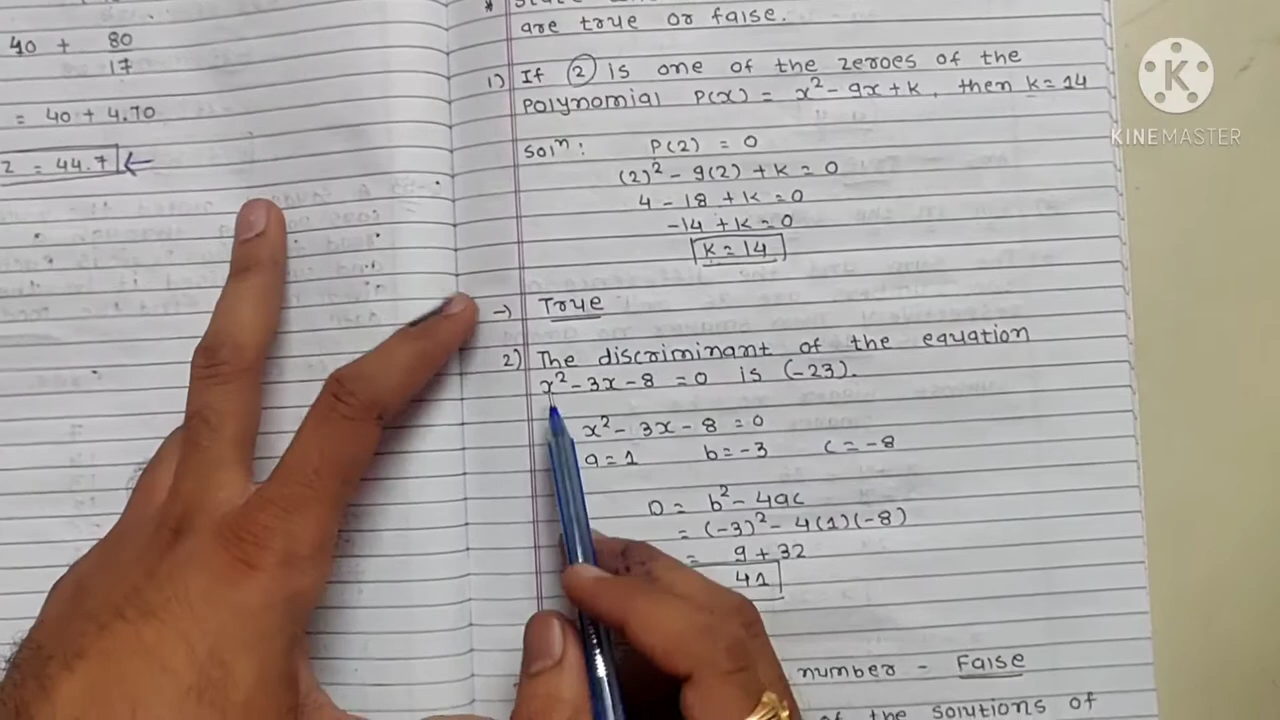 40 + 80
17
= 40 + 4.70
Z = 44.7 ←
are true or false.
1) If 2 is one of the zeroes of the
Polynomial P(x) = x² - 9x + k, then k = 14
Solⁿ: P(2) = 0
(2)² - 9(2) + k = 0
4 - 18 + k = 0
-14 + k = 0
k = 14
→ True
2) The discriminant of the equation
x² - 3x - 8 = 0 is (-23).
x² - 3x - 8 = 0
a = 1 b = -3 c = -8
D = b² - 4ac
= (-3)² - 4(1)(-8)
= 9 + 32
41
number - False
of the solutions of
K
KINEMASTER